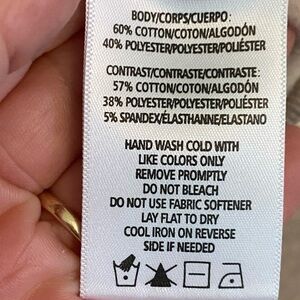 BODY/CORPS/CUERPO:
60% COTTON/COTON/ALGODÓN
40% POLYESTER/POLYESTER/POLIÉSTER
CONTRAST/CONTRASTE/CONTRASTE:
57% COTTON/COTON/ALGODÓN
38% POLYESTER/POLYESTER/POLIÉSTER
5% SPANDEX/ÉLASTHANNE/ELASTANO
HAND WASH COLD WITH
LIKE COLORS ONLY
REMOVE PROMPTLY
DO NOT BLEACH
DO NOT USE FABRIC SOFTENER
LAY FLAT TO DRY
COOL IRON ON REVERSE
SIDE IF NEEDED